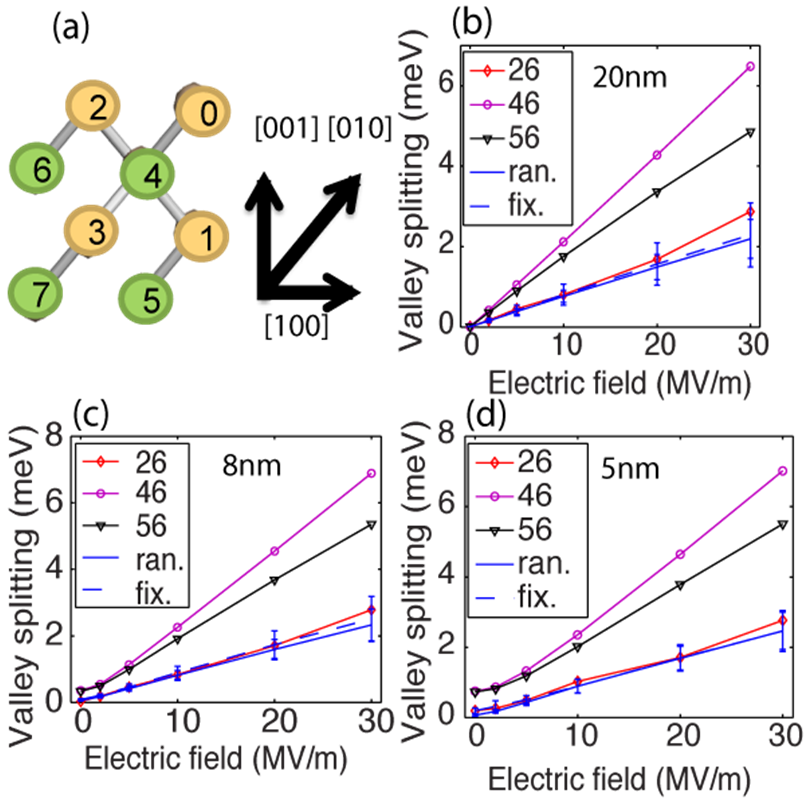 (a)
2
0
6
4
3
1
7
5
[001] [010]
[100]
(b)
Valley splitting (meV)
6
4
2
0
26
46
56
ran.
fix.
20nm
0 10 20 30
Electric field (MV/m)
(c)
Valley splitting (meV)
8
6
4
2
0
26
46
56
ran.
fix.
8nm
0 10 20 30
Electric field (MV/m)
(d)
Valley splitting (meV)
8
6
4
2
0
26
46
56
ran.
fix.
5nm
0 10 20 30
Electric field (MV/m)